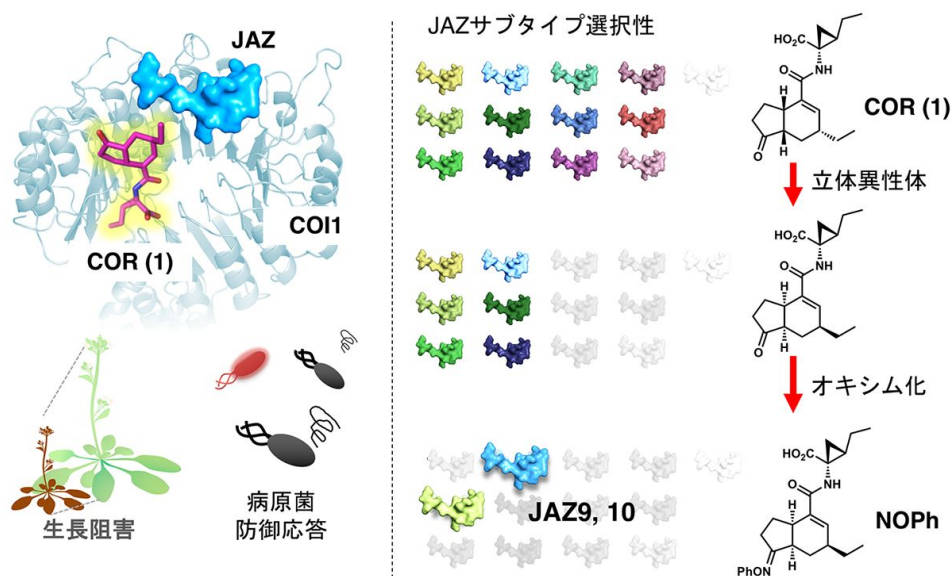 JAZ
COI1
COR (1)
生長阻害
病原菌
防御応答
JAZサブタイプ選択性
HO₂C
NH
O
H
H
O
COR (1)
立体異性体
HO₂C
NH
O
H
H
O
オキシム化
JAZ9, 10
HO₂C
NH
O
H
H
PhON
NOPh